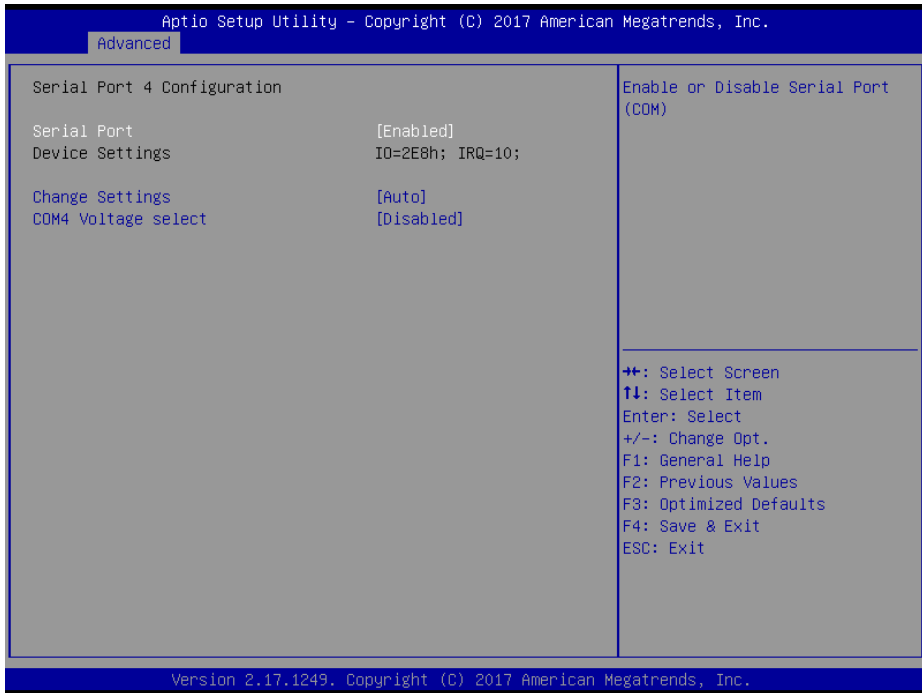 Aptio Setup Utility – Copyright (C) 2017 American Megatrends, Inc.
Advanced
Serial Port 4 Configuration
Serial Port [Enabled]
Device Settings IO=2E8h; IRQ=10;
Change Settings [Auto]
COM4 Voltage select [Disabled]
Enable or Disable Serial Port
(COM)
→←: Select Screen
↑↓: Select Item
Enter: Select
+/-: Change Opt.
F1: General Help
F2: Previous Values
F3: Optimized Defaults
F4: Save & Exit
ESC: Exit
Version 2.17.1249. Copyright (C) 2017 American Megatrends, Inc.